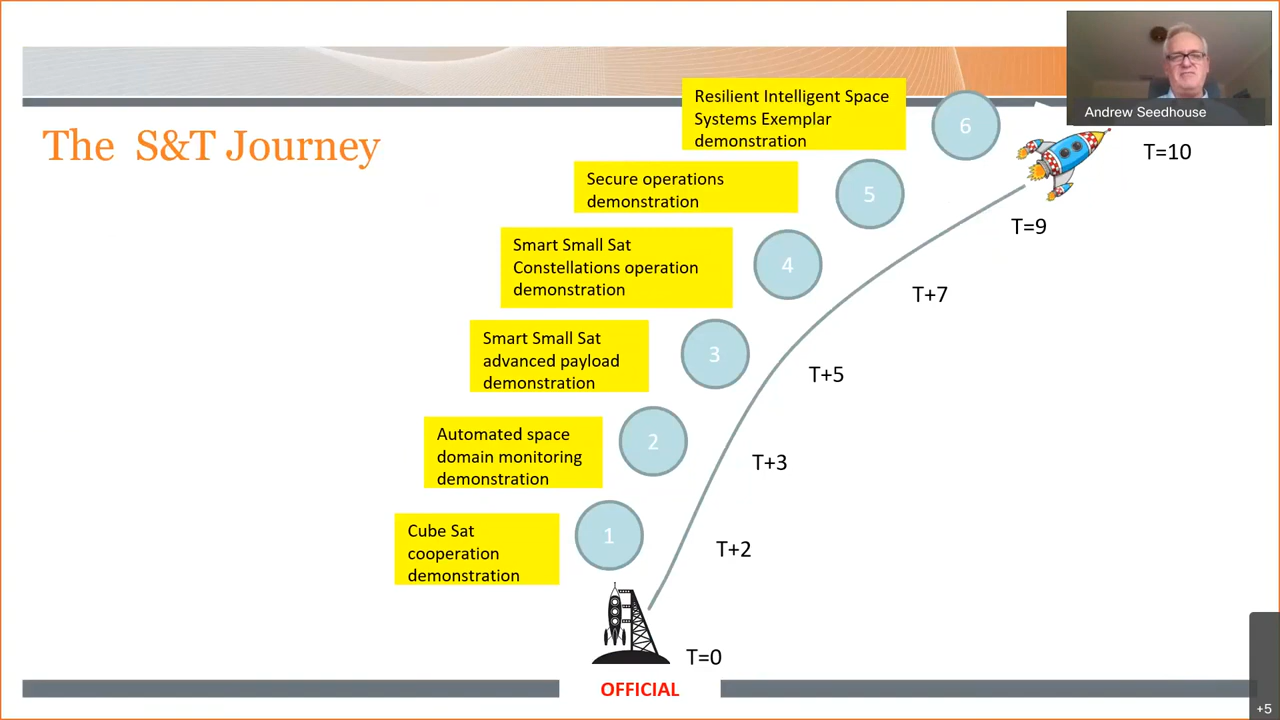 Andrew Seedhouse
The S&T Journey
Resilient Intelligent Space
Systems Exemplar
demonstration
6
T=10
Secure operations
demonstration
5
T=9
Smart Small Sat
Constellations operation
demonstration
4
T+7
Smart Small Sat
advanced payload
demonstration
3
T+5
Automated space
domain monitoring
demonstration
2
T+3
Cube Sat
cooperation
demonstration
1
T+2
T=0
OFFICIAL
+5